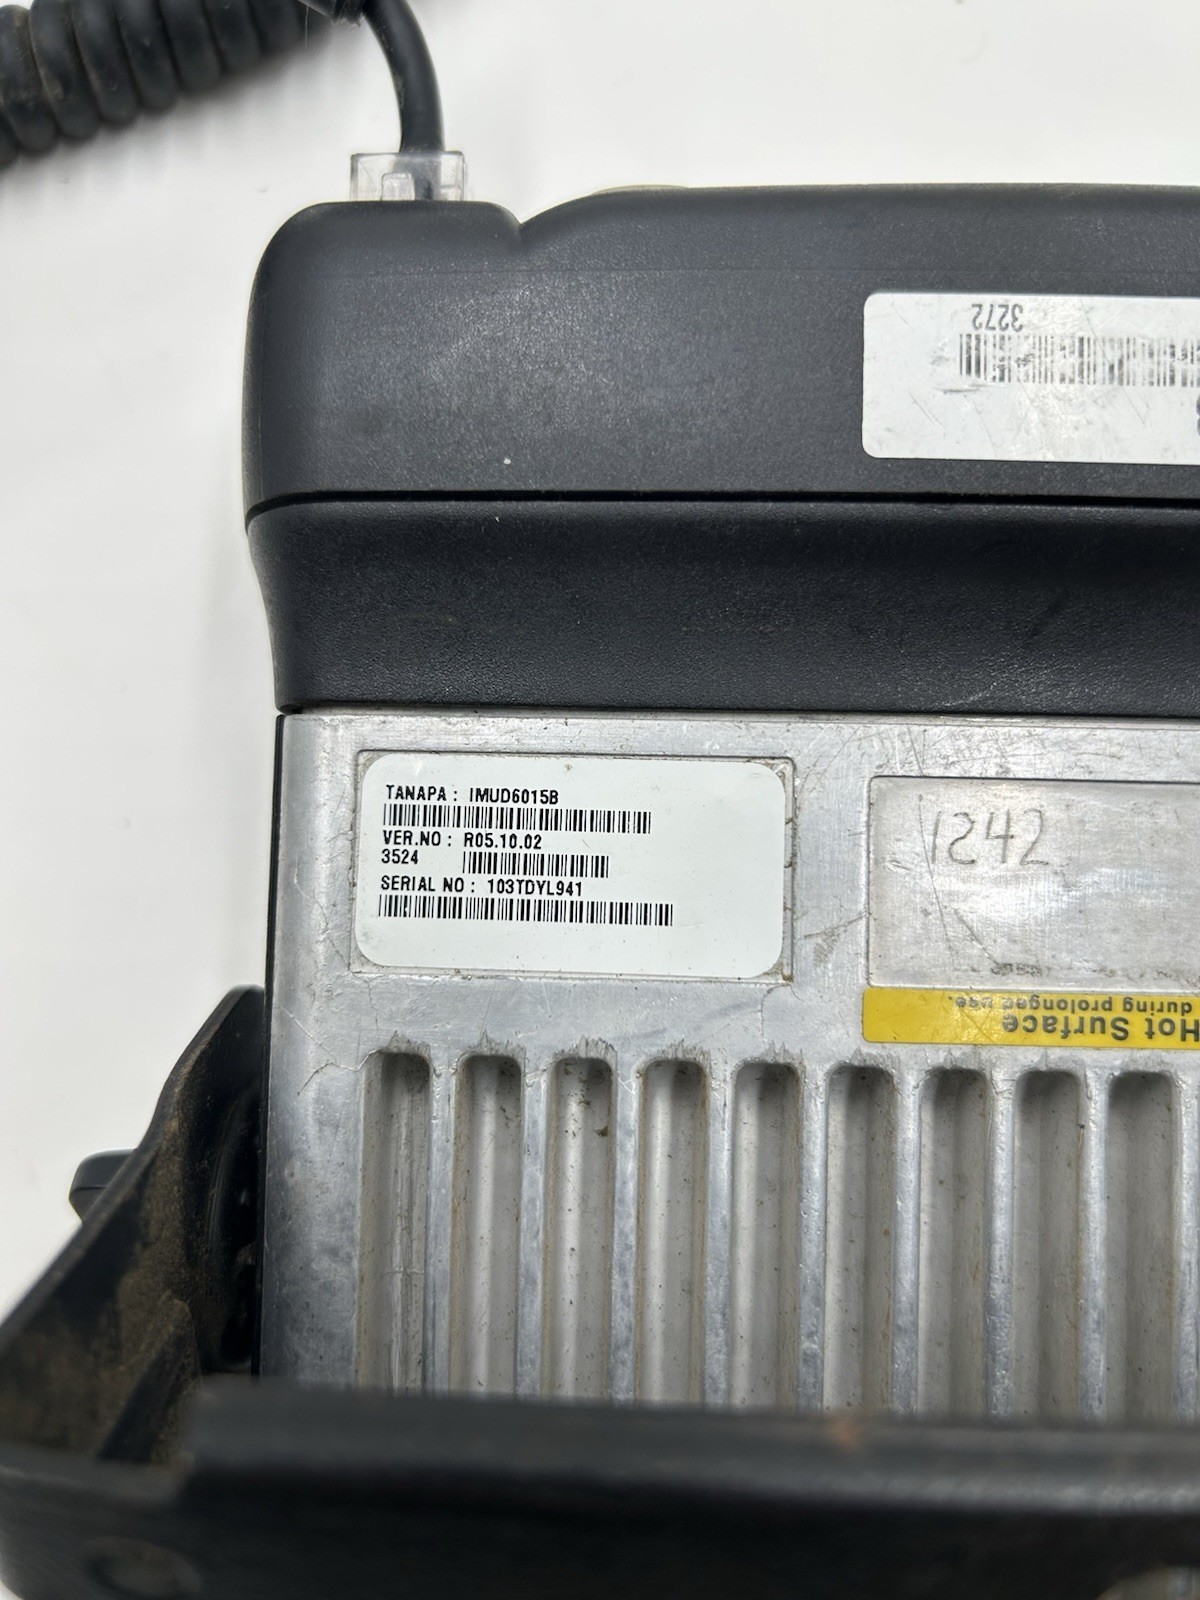 3272
TANAPA : IMUD6015B
VER.NO : R05.10.02
3524
SERIAL NO : 103TDYL941
1242
Hot Surface
during prolonged use.